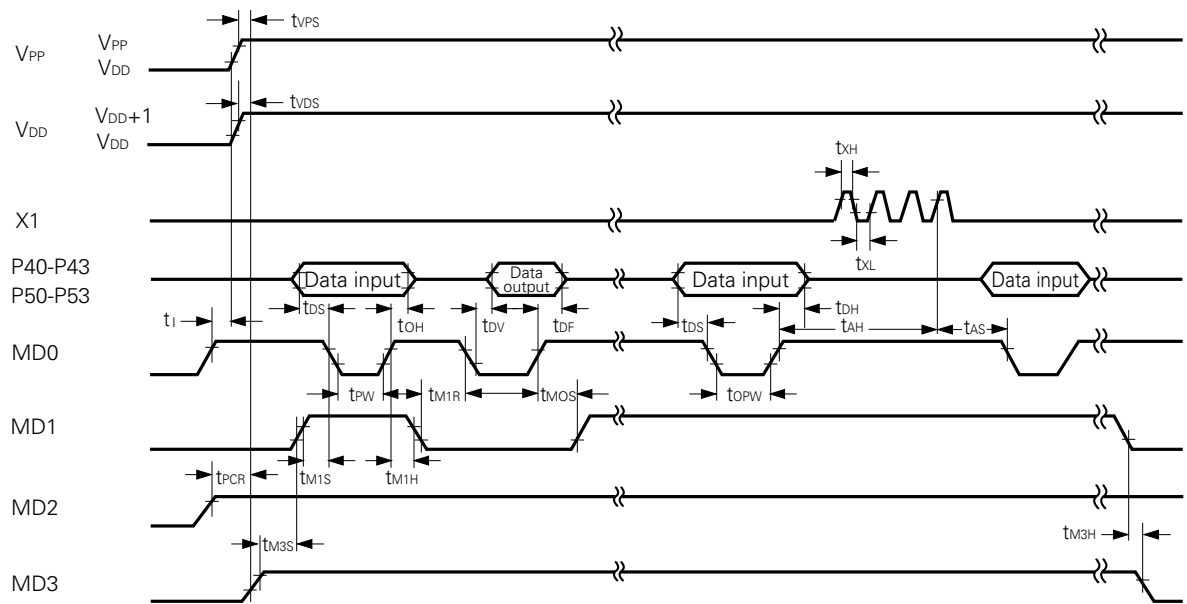 tVPS
VPP
VPP
VDD
tVDS
VDD
VDD+1
VDD
tXH
X1
tXL
P40-P43
P50-P53
Data input
Data
output
Data input
Data input
tI
tDS
tOH
tDV
tDF
tDS
tDH
tAH
tAS
MD0
tPW
tM1R
tMOS
tOPW
MD1
tM1S
tM1H
tPCR
MD2
tM3S
tM3H
MD3